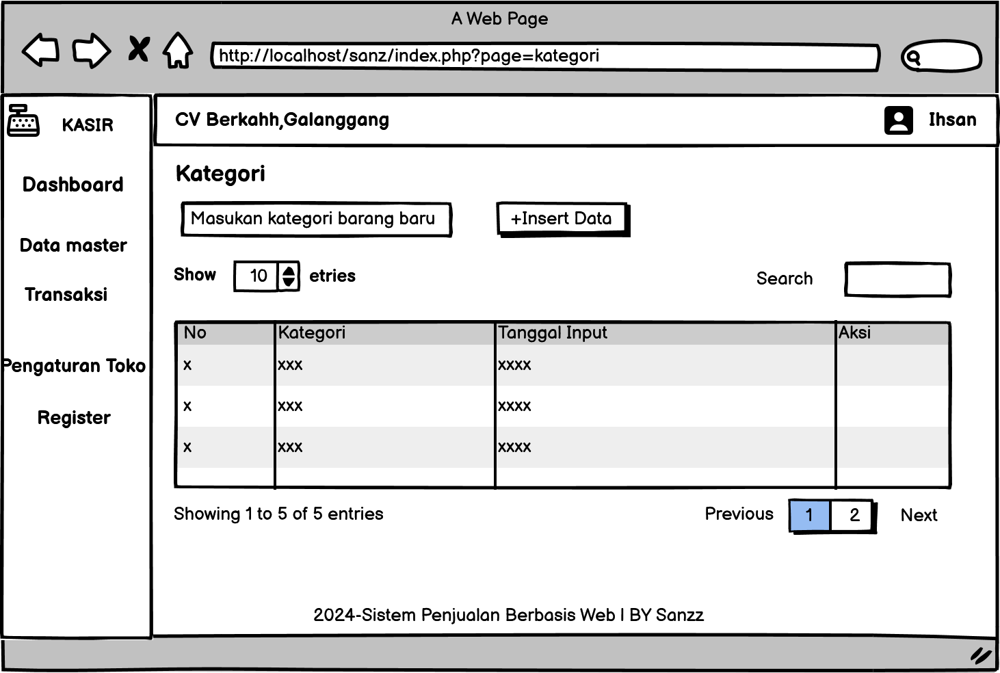 A Web Page
http://localhost/sanz/index.php?page=kategori
KASIR
CV Berkahh,Galanggang
Ihsan
Dashboard
Data master
Transaksi
Pengaturan Toko
Register
Kategori
Masukan kategori barang baru
+Insert Data
Show 10 etries
Search
No Kategori Tanggal Input Aksi
x xxx xxxx
x xxx xxxx
x xxx xxxx
Showing 1 to 5 of 5 entries
Previous 1 2 Next
2024-Sistem Penjualan Berbasis Web | BY Sanzz